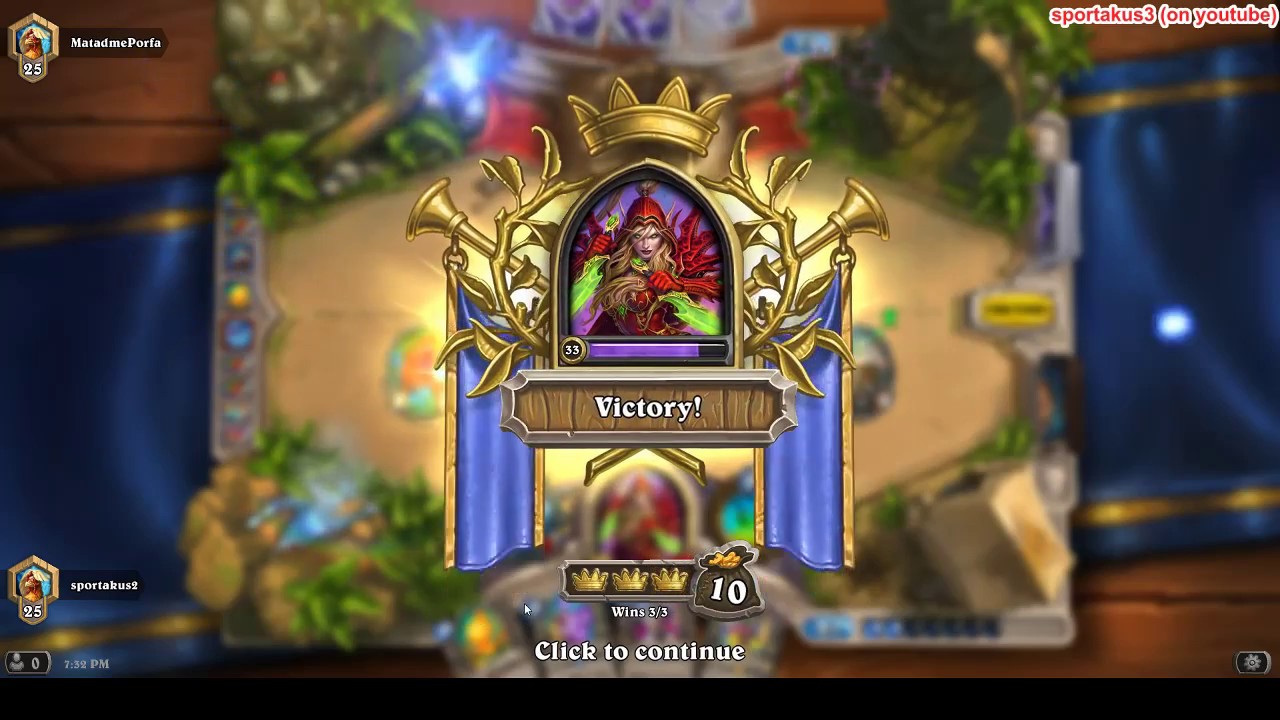 sportakus3 (on youtube)
MatadmePorfa
25
33
Victory!
sportakus2
25
10
Wins 3/3
Click to continue
0
7:32 PM